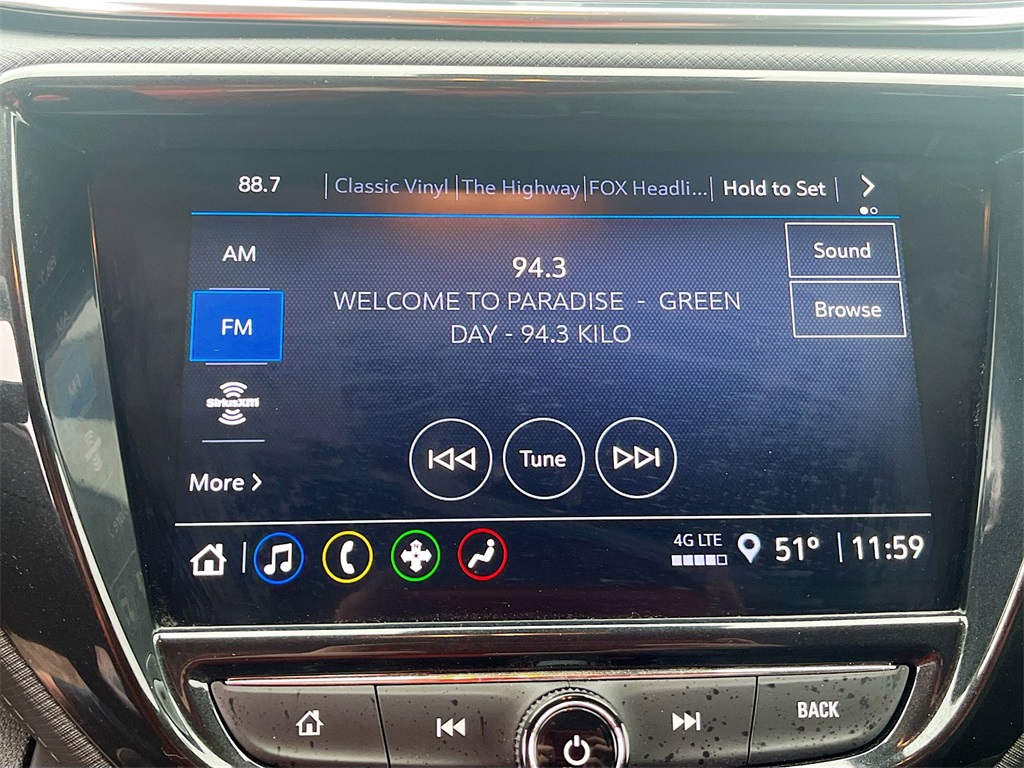 88.7 Classic Vinyl The Highway FOX Headli... Hold to Set
AM
94.3
Sound
WELCOME TO PARADISE - GREEN
DAY - 94.3 KILO
Browse
FM
SiriusXM
Tune
More
4G LTE
51° 11:59
BACK